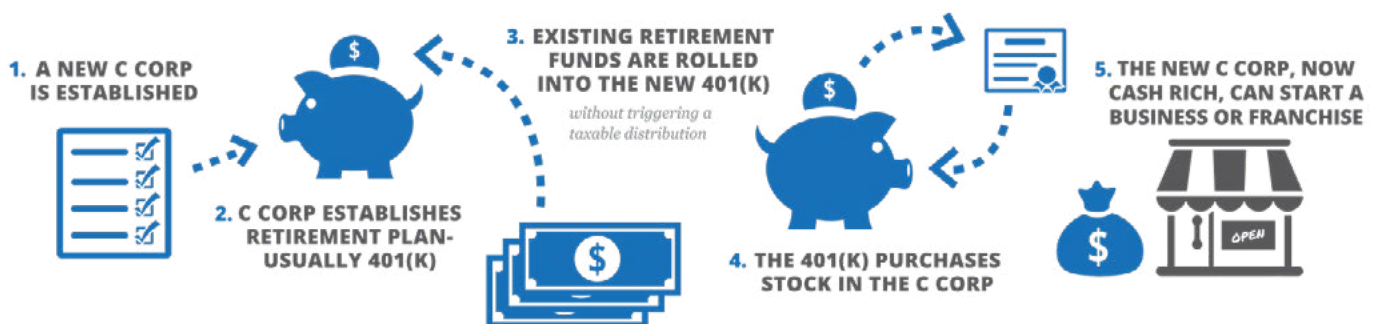 1. A NEW C CORP
IS ESTABLISHED
$
2. C CORP ESTABLISHES
RETIREMENT PLAN-
USUALLY 401(K)
3. EXISTING RETIREMENT
FUNDS ARE ROLLED
INTO THE NEW 401(K)
without triggering a
taxable distribution
$
$
4. THE 401(K) PURCHASES
STOCK IN THE C CORP
5. THE NEW C CORP, NOW
CASH RICH, CAN START A
BUSINESS OR FRANCHISE
$
OPEN